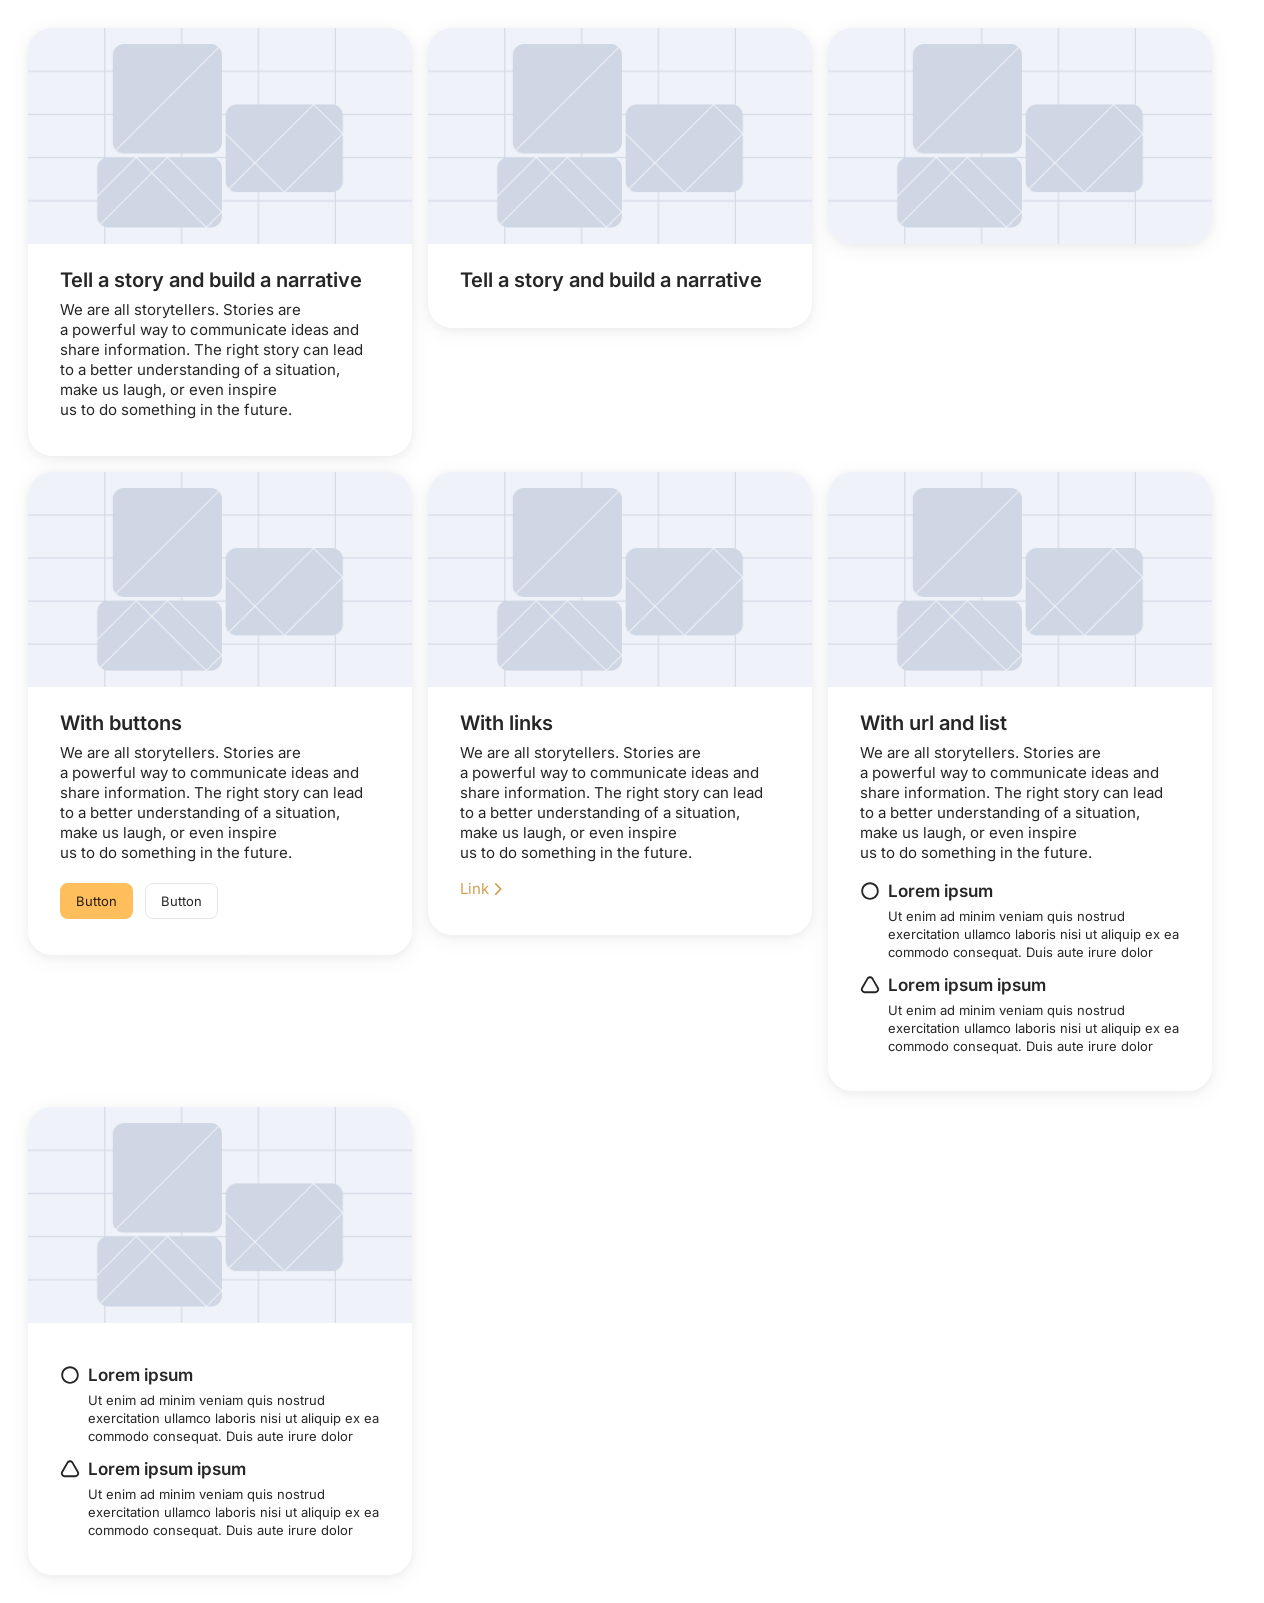 Tell a story and build a narrative
We are all storytellers. Stories are
a powerful way to communicate ideas and
share information. The right story can lead
to a better understanding of a situation,
make us laugh, or even inspire
us to do something in the future.
Tell a story and build a narrative
With buttons
We are all storytellers. Stories are
a powerful way to communicate ideas and
share information. The right story can lead
to a better understanding of a situation,
make us laugh, or even inspire
us to do something in the future.
Button
Button
With links
We are all storytellers. Stories are
a powerful way to communicate ideas and
share information. The right story can lead
to a better understanding of a situation,
make us laugh, or even inspire
us to do something in the future.
Link
With url and list
We are all storytellers. Stories are
a powerful way to communicate ideas and
share information. The right story can lead
to a better understanding of a situation,
make us laugh, or even inspire
us to do something in the future.
Lorem ipsum
Ut enim ad minim veniam quis nostrud
exercitation ullamco laboris nisi ut aliquip ex ea
commodo consequat. Duis aute irure dolor
Lorem ipsum ipsum
Ut enim ad minim veniam quis nostrud
exercitation ullamco laboris nisi ut aliquip ex ea
commodo consequat. Duis aute irure dolor
Lorem ipsum
Ut enim ad minim veniam quis nostrud
exercitation ullamco laboris nisi ut aliquip ex ea
commodo consequat. Duis aute irure dolor
Lorem ipsum ipsum
Ut enim ad minim veniam quis nostrud
exercitation ullamco laboris nisi ut aliquip ex ea
commodo consequat. Duis aute irure dolor